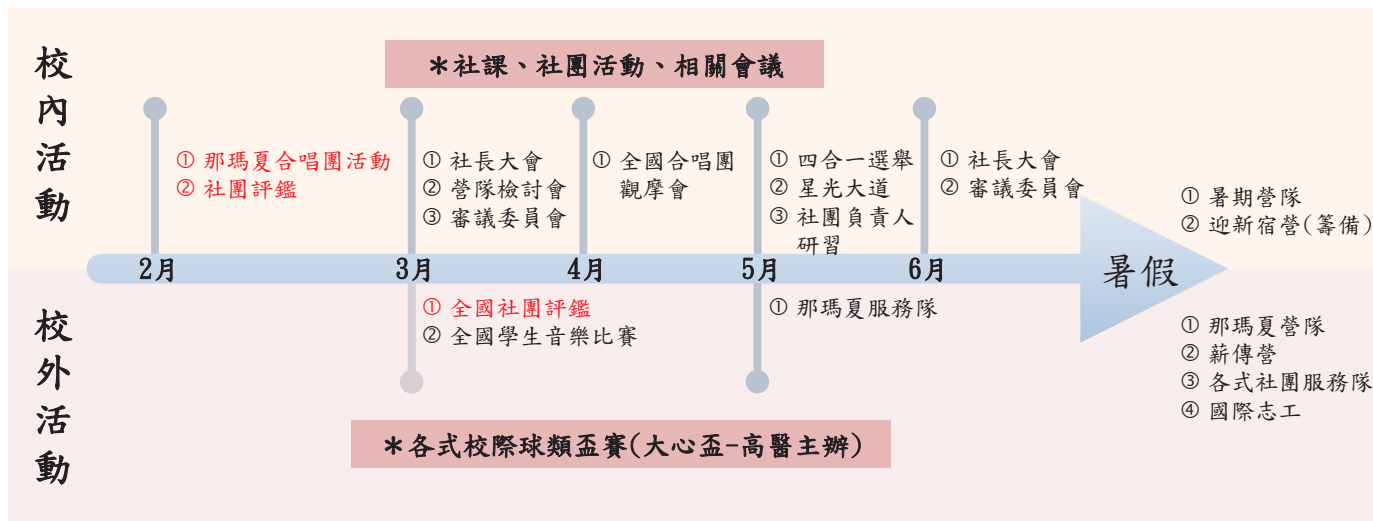 校內活動
＊社課、社團活動、相關會議
① 那瑪夏合唱團活動
② 社團評鑑
① 社長大會
② 營隊檢討會
③ 審議委員會
① 全國合唱團
觀摩會
① 四合一選舉
② 星光大道
③ 社團負責人
研習
① 社長大會
② 審議委員會
① 暑期營隊
② 迎新宿營(籌備)
2月
3月
4月
5月
6月
暑假
校外活動
① 全國社團評鑑
② 全國學生音樂比賽
① 那瑪夏服務隊
① 那瑪夏營隊
② 薪傳營
③ 各式社團服務隊
④ 國際志工
＊各式校際球類盃賽(大心盃-高醫主辦)